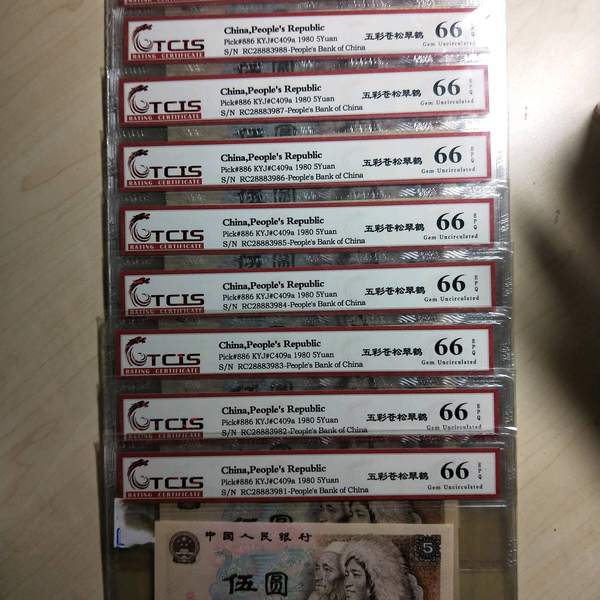 TCIS
RATING CERTIFICATE
China,People's Republic
Pick#886 KYJ#C409a 1980 5Yuan
S/N RC28883988-People's Bank of China
五彩苍松翠鹤
66
EPQ
Gem Uncirculated
TCIS
RATING CERTIFICATE
China,People's Republic
Pick#886 KYJ#C409a 1980 5Yuan
S/N RC28883987-People's Bank of China
五彩苍松翠鹤
66
EPQ
Gem Uncirculated
TCIS
RATING CERTIFICATE
China,People's Republic
Pick#886 KYJ#C409a 1980 5Yuan
S/N RC28883986-People's Bank of China
五彩苍松翠鹤
66
EPQ
Gem Uncirculated
TCIS
RATING CERTIFICATE
China,People's Republic
Pick#886 KYJ#C409a 1980 5Yuan
S/N RC28883985-People's Bank of China
五彩苍松翠鹤
66
EPQ
Gem Uncirculated
TCIS
RATING CERTIFICATE
China,People's Republic
Pick#886 KYJ#C409a 1980 5Yuan
S/N RC28883984-People's Bank of China
五彩苍松翠鹤
66
EPQ
Gem Uncirculated
TCIS
RATING CERTIFICATE
China,People's Republic
Pick#886 KYJ#C409a 1980 5Yuan
S/N RC28883983-People's Bank of China
五彩苍松翠鹤
66
EPQ
Gem Uncirculated
TCIS
RATING CERTIFICATE
China,People's Republic
Pick#886 KYJ#C409a 1980 5Yuan
S/N RC28883982-People's Bank of China
五彩苍松翠鹤
66
EPQ
Gem Uncirculated
TCIS
RATING CERTIFICATE
China,People's Republic
Pick#886 KYJ#C409a 1980 5Yuan
S/N RC28883981-People's Bank of China
五彩苍松翠鹤
66
EPQ
Gem Uncirculated
伍圆
中国人民银行
5
伍圆